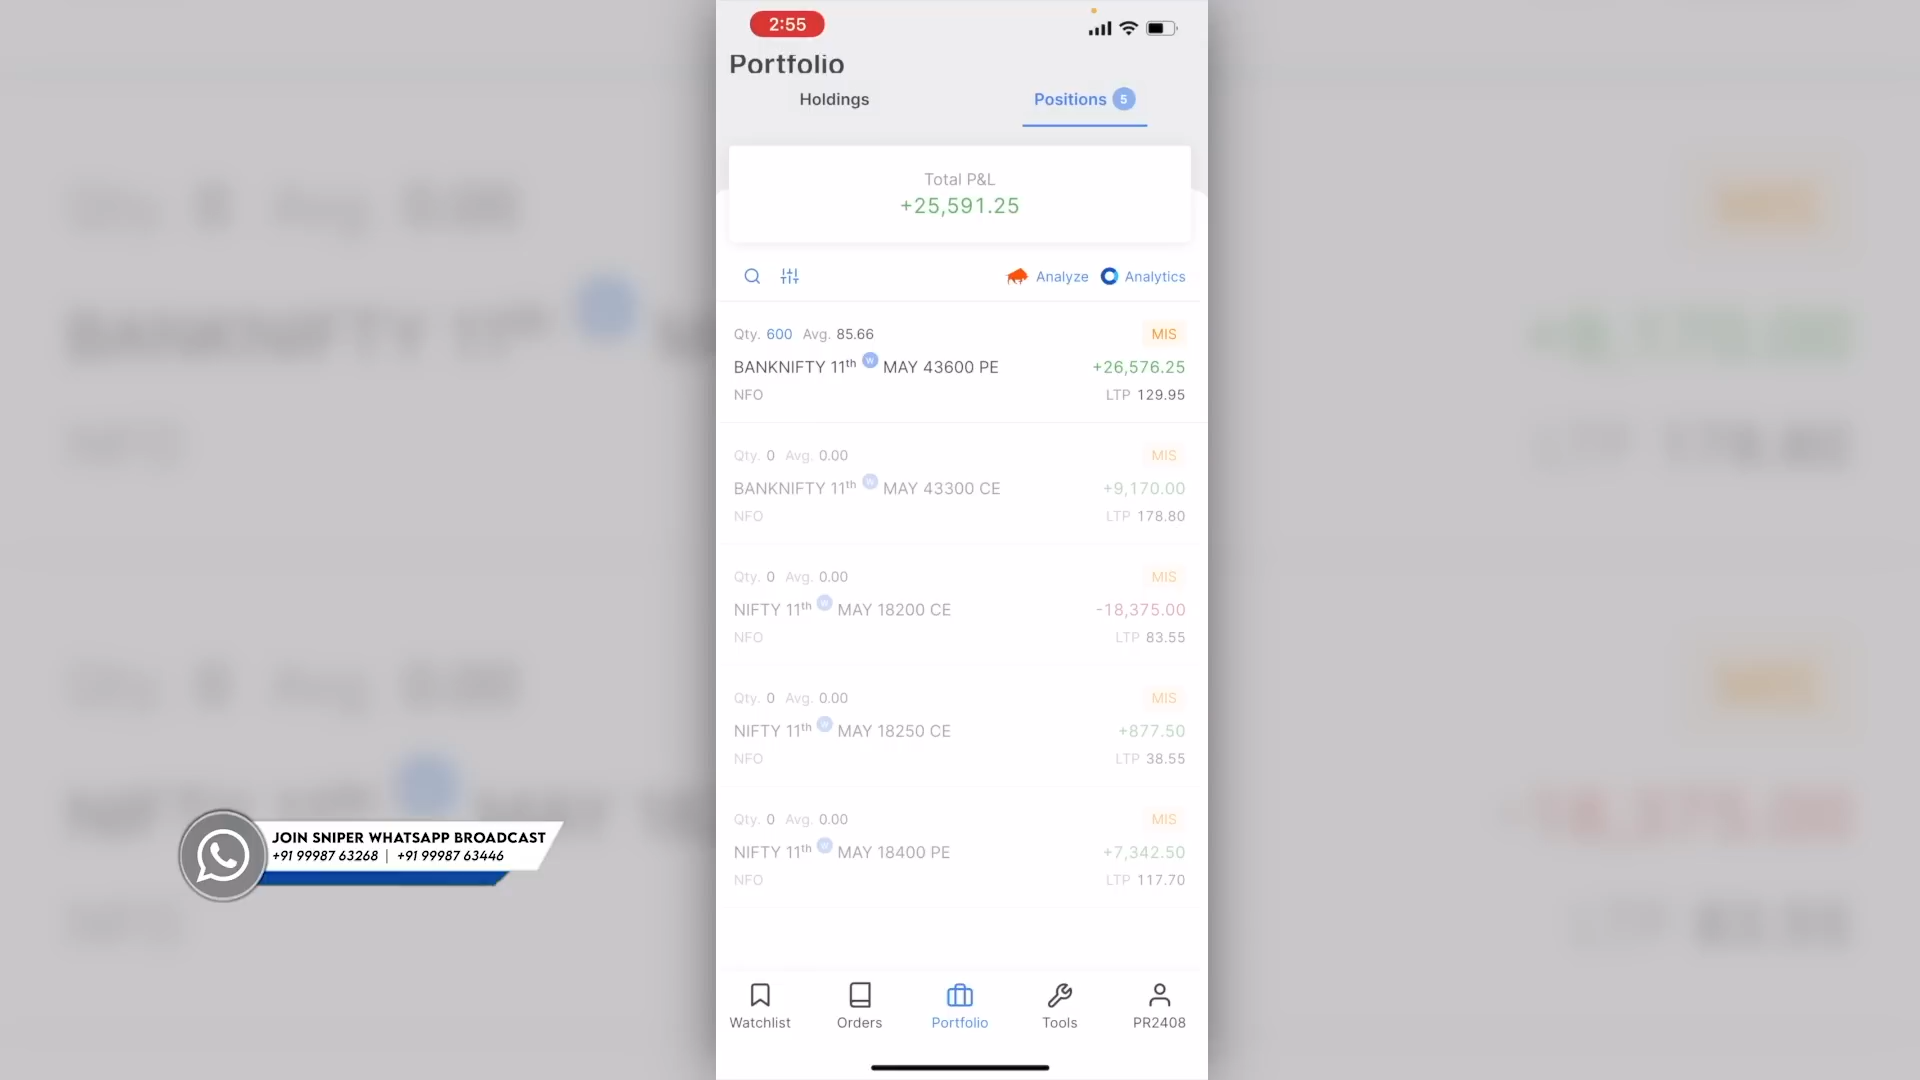 2:55
Portfolio
Holdings
Positions 5
Total P&L
+25,591.25
Analyze Analytics
Qty. 600 Avg. 85.66 MIS
BANKNIFTY 11th W MAY 43600 PE +26,576.25
NFO LTP 129.95
Qty. 0 Avg. 0.00 MIS
BANKNIFTY 11th W MAY 43300 CE +9,170.00
NFO LTP 178.80
Qty. 0 Avg. 0.00 MIS
NIFTY 11th W MAY 18200 CE -18,375.00
NFO LTP 83.55
Qty. 0 Avg. 0.00 MIS
NIFTY 11th W MAY 18250 CE +877.50
NFO LTP 38.55
Qty. 0 Avg. 0.00 MIS
NIFTY 11th W MAY 18400 PE +7,342.50
NFO LTP 117.70
Watchlist Orders Portfolio Tools PR2408
JOIN SNIPER WHATSAPP BROADCAST
+91 99987 63268 | +91 99987 63446